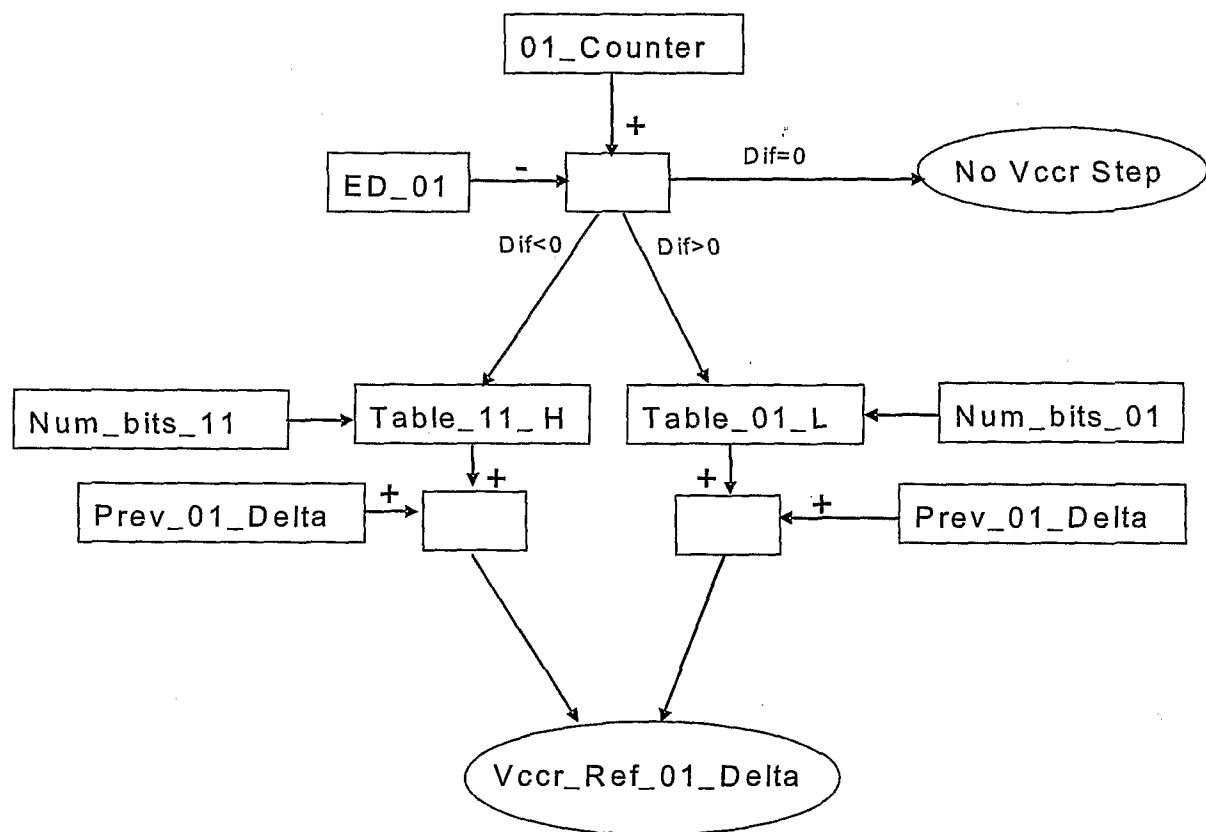 01_Counter
+
ED_01
-
Dif=0
No Vccr Step
Dif<0
Dif>0
Num_bits_11
Table_11_H
Table_01_L
Num_bits_01
Prev_01_Delta
+
+
+
+
Prev_01_Delta
Vccr_Ref_01_Delta